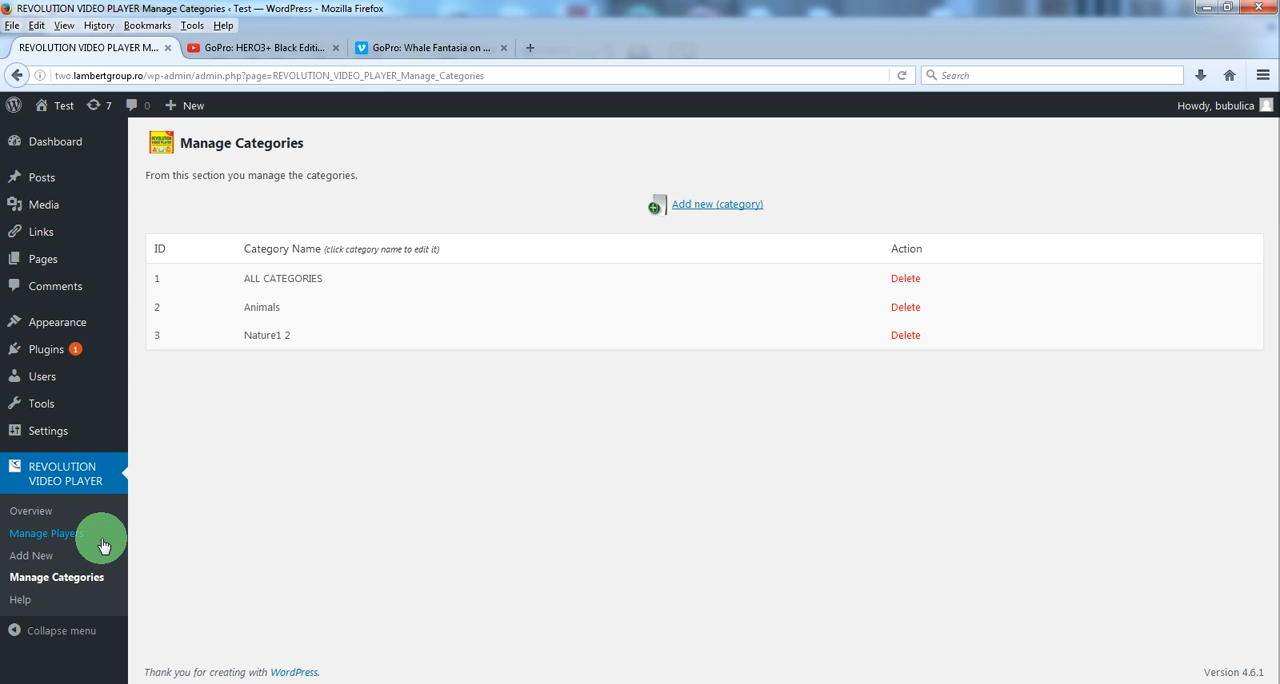 REVOLUTION VIDEO PLAYER Manage Categories ‹ Test — WordPress - Mozilla Firefox
File Edit View History Bookmarks Tools Help
REVOLUTION VIDEO PLAYER M... × GoPro: HERO3+ Black Editi... × GoPro: Whale Fantasia on ... ×
two.lambertgroup.ro/wp-admin/admin.php?page=REVOLUTION_VIDEO_PLAYER_Manage_Categories
Search
Test 7 0 + New
Howdy, bubulica
Dashboard
Posts
Media
Links
Pages
Comments
Appearance
Plugins 1
Users
Tools
Settings
REVOLUTION
VIDEO PLAYER
Overview
Manage Players
Add New
Manage Categories
Help
Collapse menu
Manage Categories
From this section you manage the categories.
Add new (category)
ID Category Name (click category name to edit it) Action
1 ALL CATEGORIES Delete
2 Animals Delete
3 Nature1 2 Delete
Thank you for creating with WordPress.
Version 4.6.1